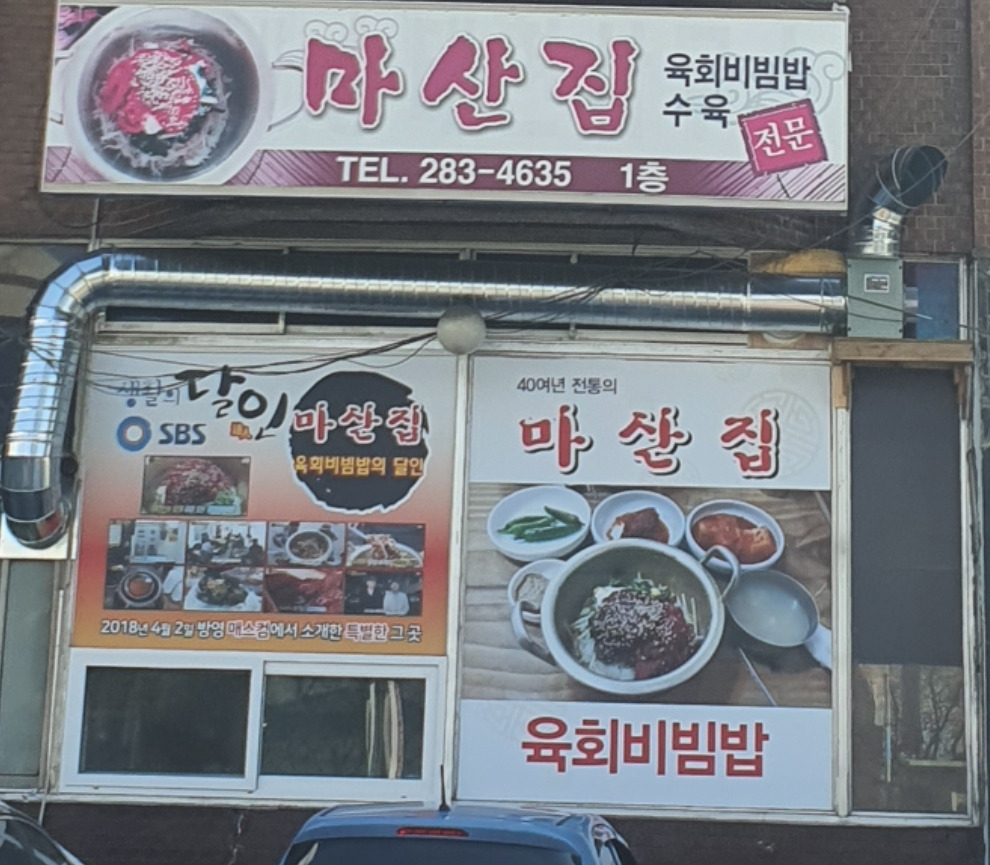 마산집
육회비빔밥
수육
전문
TEL. 283-4635 1층
생활의 달인
SBS
마산집
육회비빔밥의 달인
2018년 4월 2일 방영 매스컴에서 소개한 특별한 그 곳
40여년 전통의
마산집
육회비빔밥